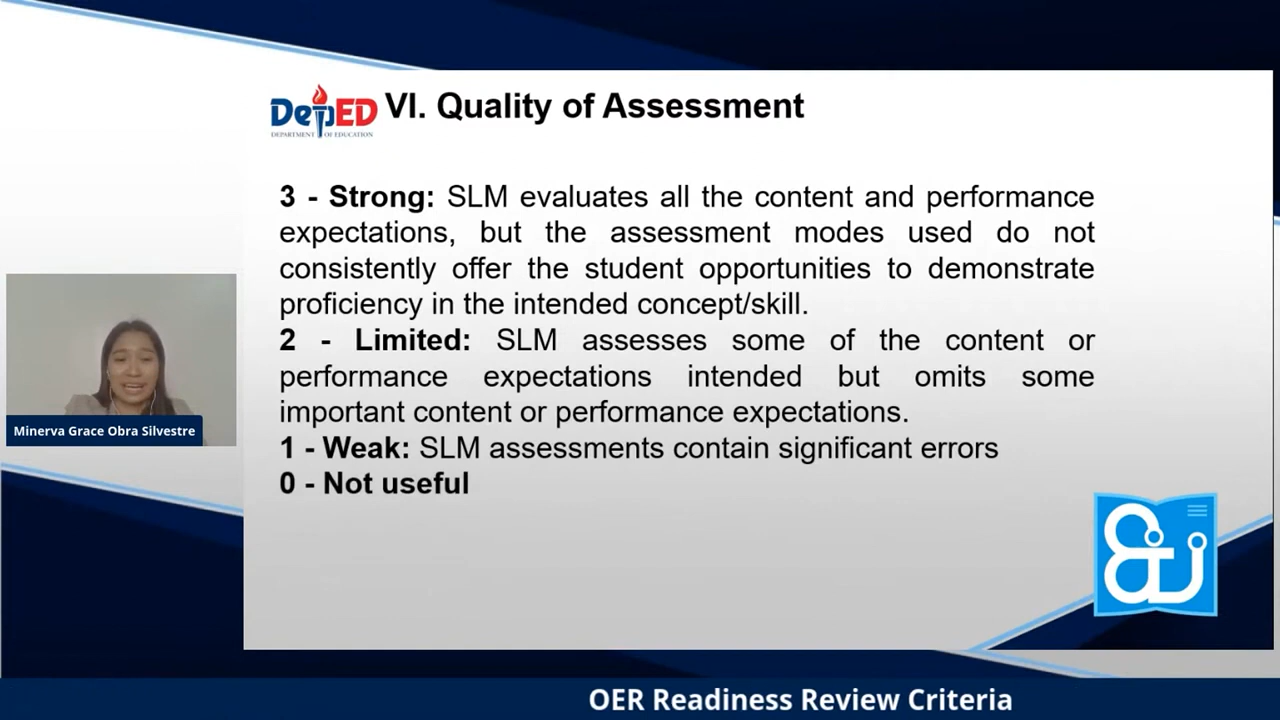 DepED
DEPARTMENT OF EDUCATION
VI. Quality of Assessment
3 - Strong: SLM evaluates all the content and performance
expectations, but the assessment modes used do not
consistently offer the student opportunities to demonstrate
proficiency in the intended concept/skill.
2 - Limited: SLM assesses some of the content or
performance expectations intended but omits some
important content or performance expectations.
1 - Weak: SLM assessments contain significant errors
0 - Not useful
Minerva Grace Obra Silvestre
OER Readiness Review Criteria